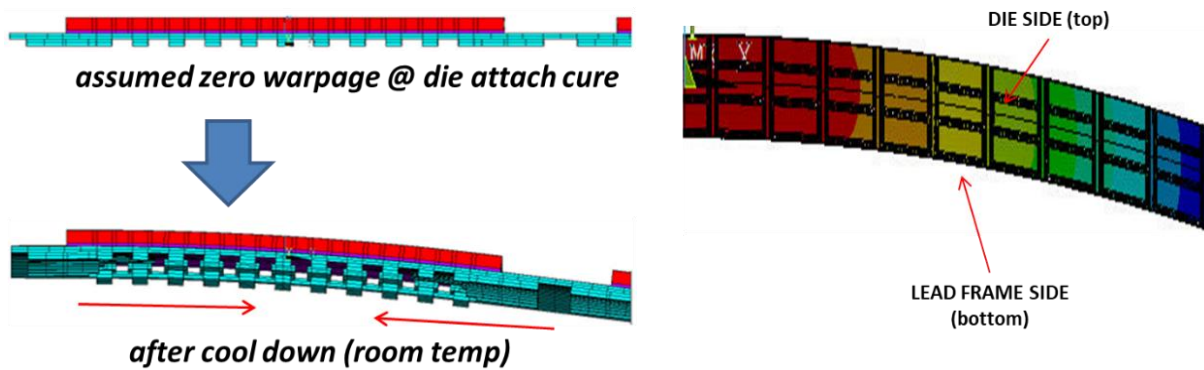 assumed zero warpage @ die attach cure
after cool down (room temp)
DIE SIDE (top)
LEAD FRAME SIDE
(bottom)